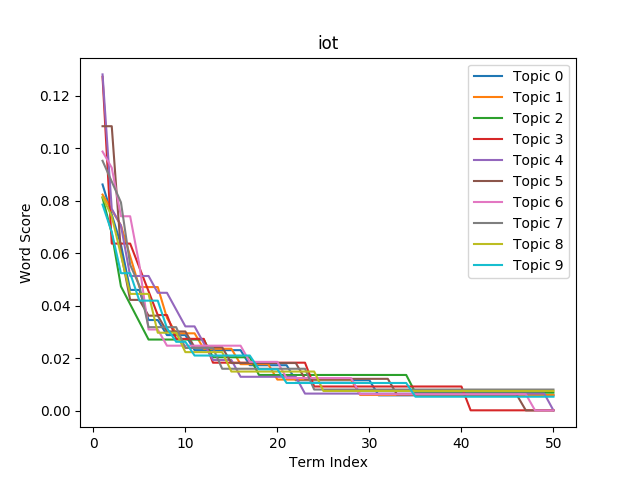 iot
Word Score
0.12
0.10
0.08
0.06
0.04
0.02
0.00
Topic 0
Topic 1
Topic 2
Topic 3
Topic 4
Topic 5
Topic 6
Topic 7
Topic 8
Topic 9
0 10 20 30 40 50
Term Index